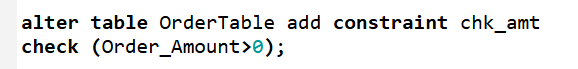 alter table OrderTable add constraint chk_amt
check (Order_Amount>0);